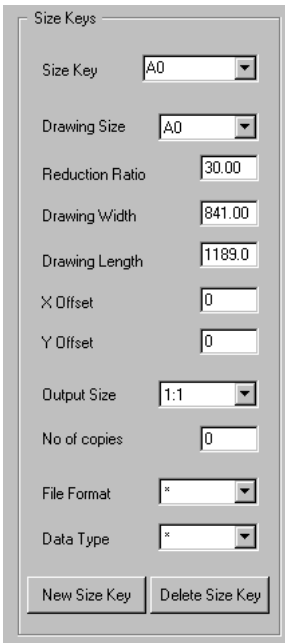 Size Keys
Size Key A0
Drawing Size A0
Reduction Ratio 30.00
Drawing Width 841.00
Drawing Length 1189.0
X Offset 0
Y Offset 0
Output Size 1:1
No of copies 0
File Format *
Data Type *
New Size Key Delete Size Key